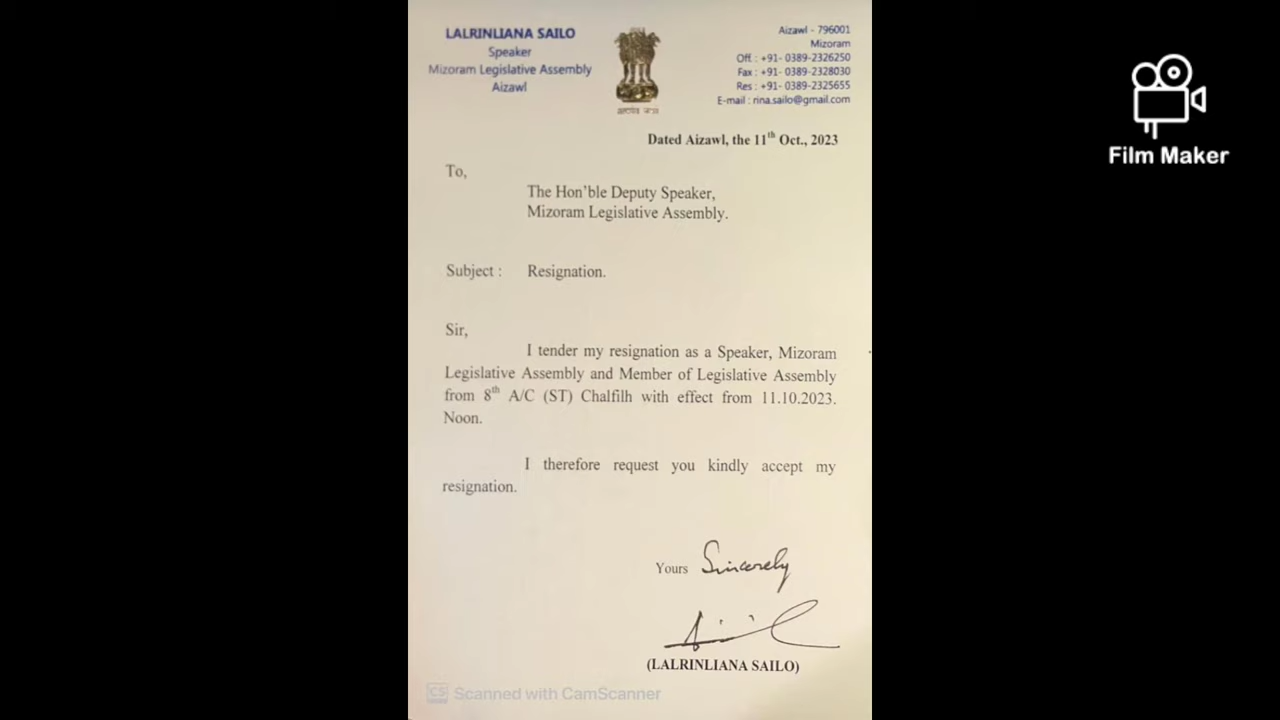 LALRINLIANA SAILO
Speaker
Mizoram Legislative Assembly
Aizawl
Aizawl - 796001
Mizoram
Off. : +91- 0389-2326250
Fax : +91- 0389-2328030
Res : +91- 0389-2325655
E-mail : rina.sailo@gmail.com
Film Maker
Dated Aizawl, the 11th Oct., 2023
To,
The Hon'ble Deputy Speaker,
Mizoram Legislative Assembly.
Subject : Resignation.
Sir,
I tender my resignation as a Speaker, Mizoram
Legislative Assembly and Member of Legislative Assembly
from 8th A/C (ST) Chalfilh with effect from 11.10.2023.
Noon.
I therefore request you kindly accept my
resignation.
Yours Sincerely
(LALRINLIANA SAILO)
CS Scanned with CamScanner